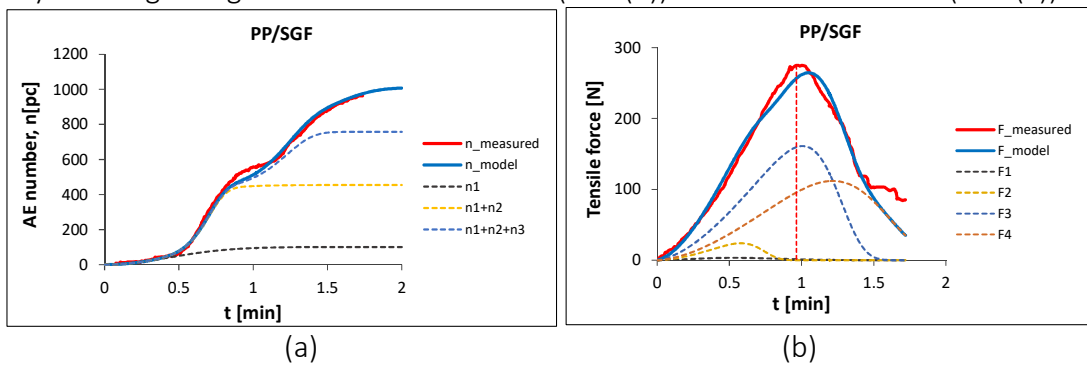 PP/SGF
AE number, n[pc]
1200
1000
800
600
400
200
0
0 0.5 1 1.5 2
t [min]
n_measured
n_model
n1
n1+n2
n1+n2+n3
(a)
PP/SGF
Tensile force [N]
300
200
100
0
0 0.5 1 1.5 2
t [min]
F_measured
F_model
F1
F2
F3
F4
(b)